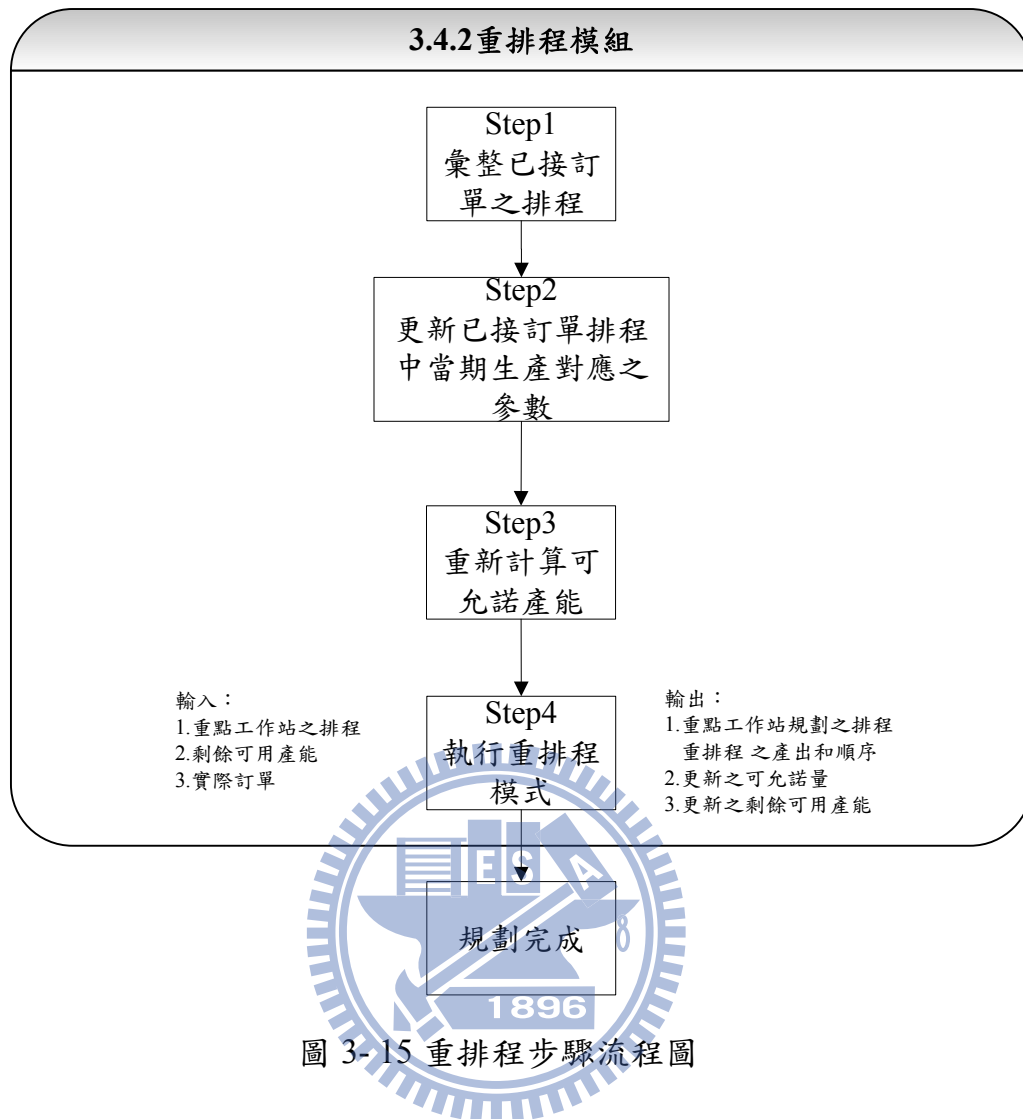 3.4.2重排程模組
Step1
彙整已接訂
單之排程
Step2
更新已接訂單排程
中當期生產對應之
參數
Step3
重新計算可
允諾產能
輸入：
1.重點工作站之排程
2.剩餘可用產能
3.實際訂單
Step4
執行重排程
模式
輸出：
1.重點工作站規劃之排程
重排程 之產出和順序
2.更新之可允諾量
3.更新之剩餘可用產能
E S A
8
規劃完成
1896
圖 3- 15 重排程步驟流程圖